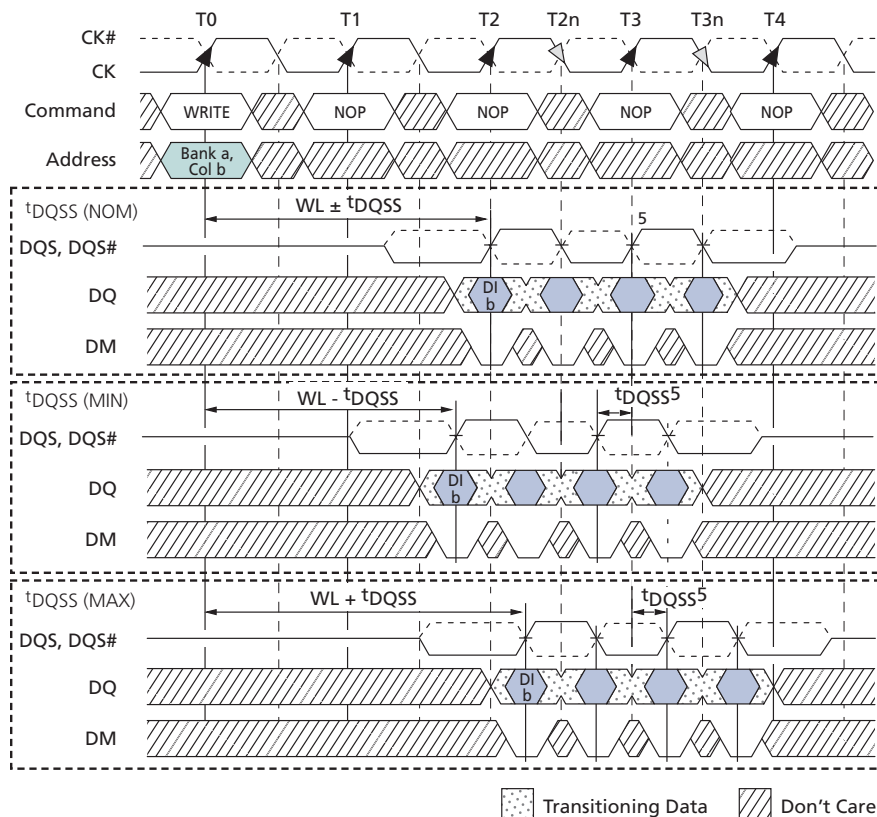 T0 T1 T2 T2n T3 T3n T4
CK#
CK
Command WRITE NOP NOP NOP NOP
Address Bank a,
Col b
tDQSS (NOM) WL ± tDQSS
5
DQS, DQS#
DQ DI
b
DM
tDQSS (MIN) WL - tDQSS tDQSS5
DQS, DQS#
DQ DI
b
DM
tDQSS (MAX) WL + tDQSS tDQSS5
DQS, DQS#
DQ DI
b
DM
Transitioning Data Don't Care